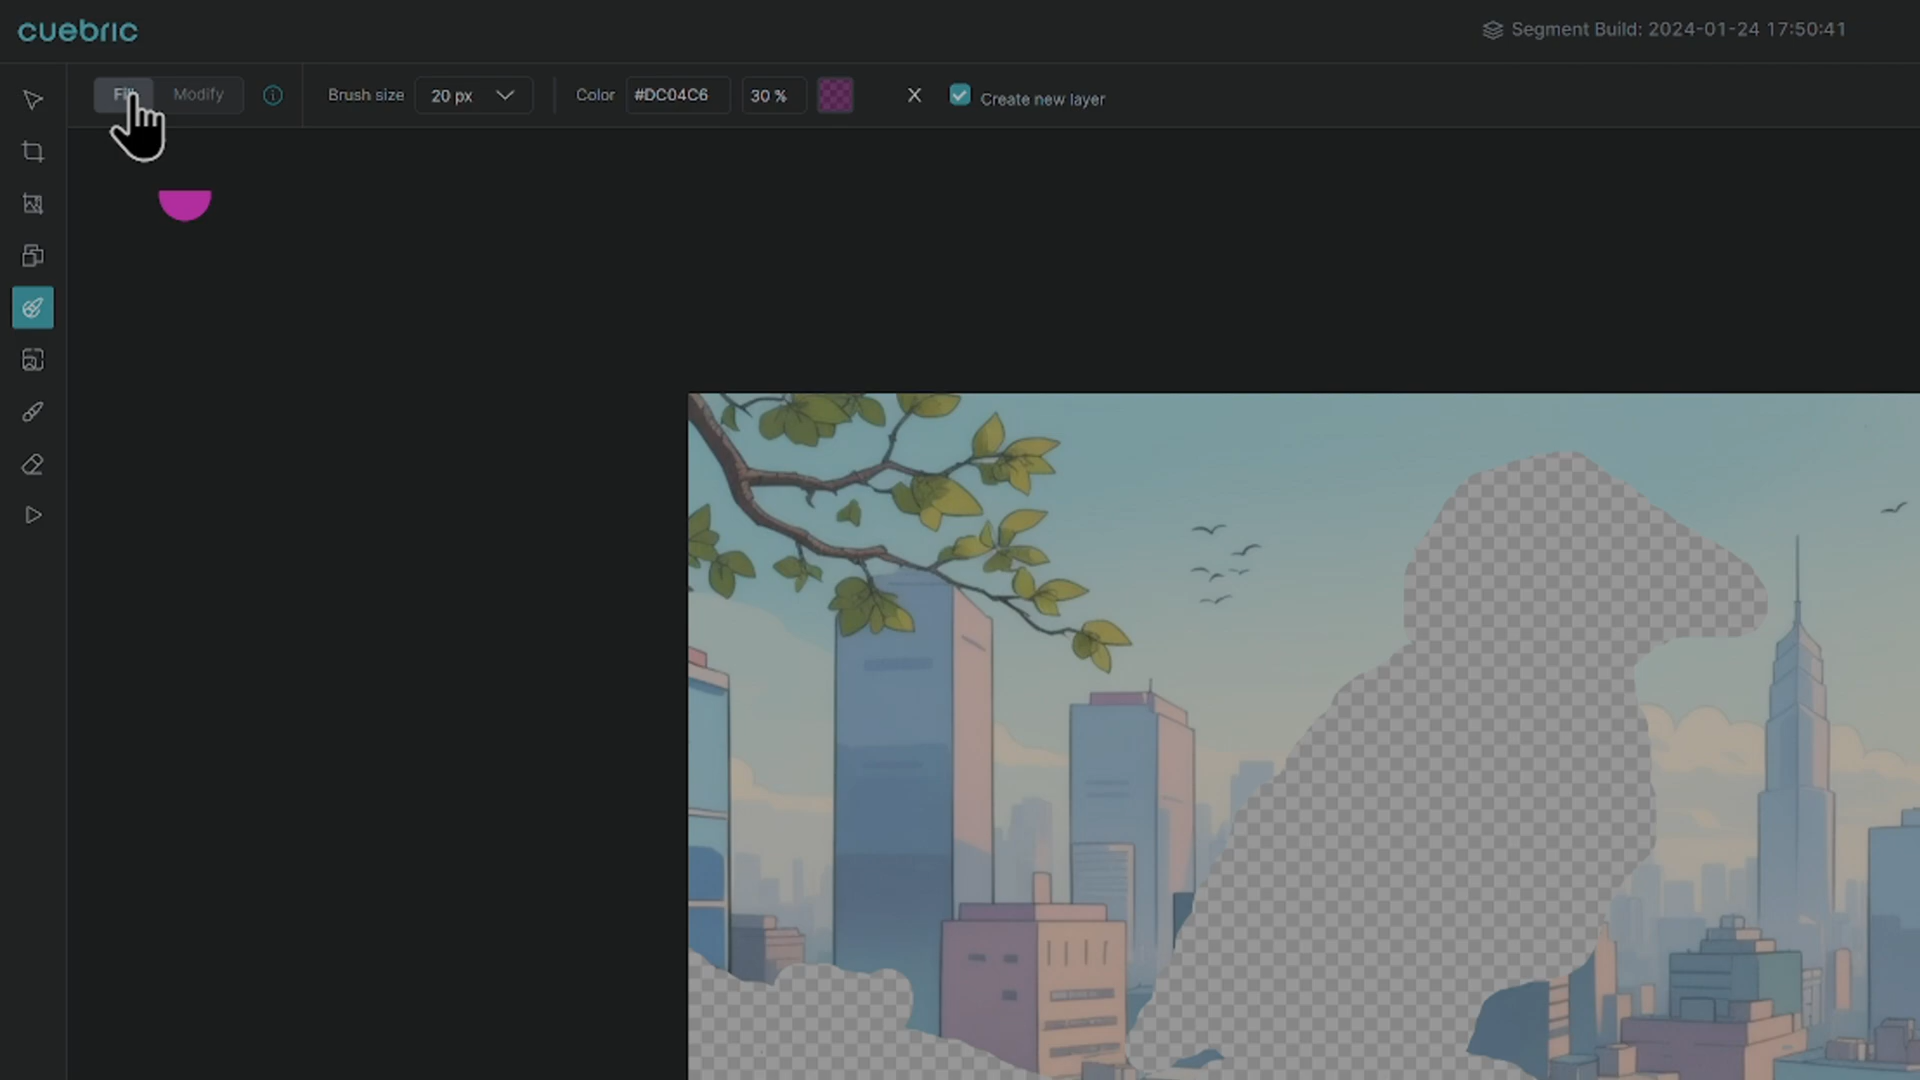 cuebric
Segment Build: 2024-01-24 17:50:41
Fill Modify Brush size 20 px Color #DC04C6 30 % X Create new layer